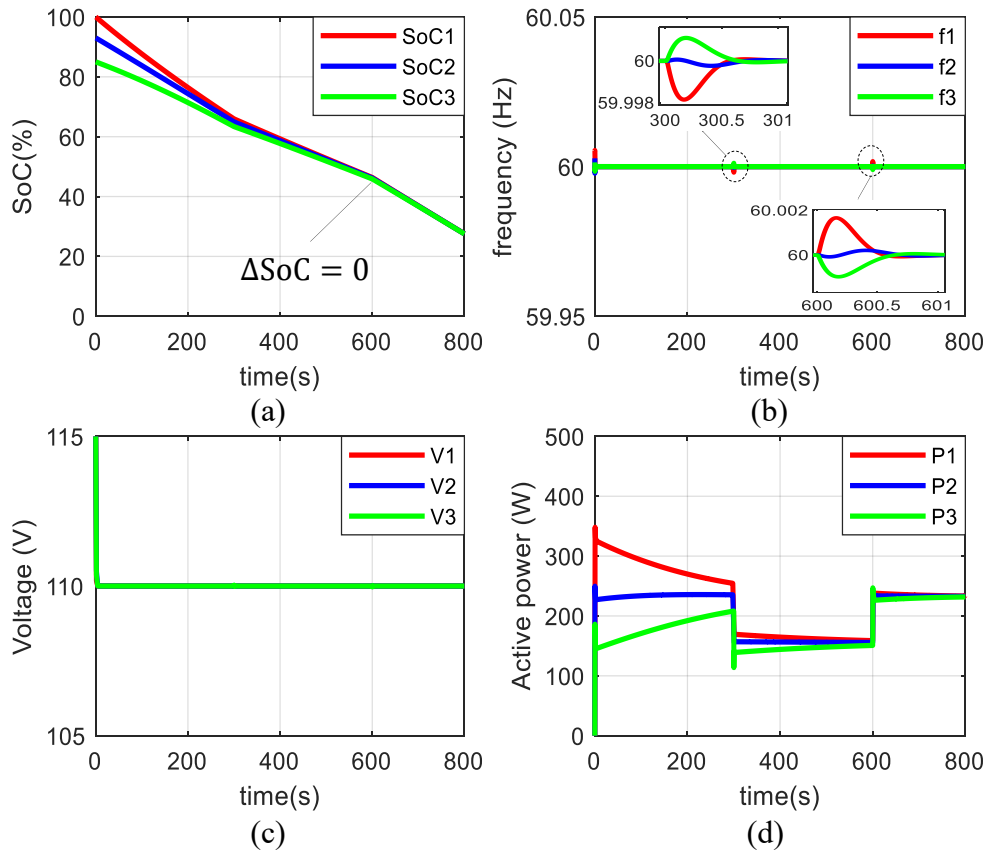 100
80
60
40
20
0
SoC(%)
SoC1
SoC2
SoC3
ΔSoC = 0
0
200
400
600
800
time(s)
(a)
60.05
60
59.95
frequency (Hz)
f1
f2
f3
60
59.998
300
300.5
301
60.002
60
600
600.5
601
0
200
400
600
800
time(s)
(b)
115
110
105
Voltage (V)
V1
V2
V3
0
200
400
600
800
time(s)
(c)
500
400
300
200
100
0
Active power (W)
P1
P2
P3
0
200
400
600
800
time(s)
(d)